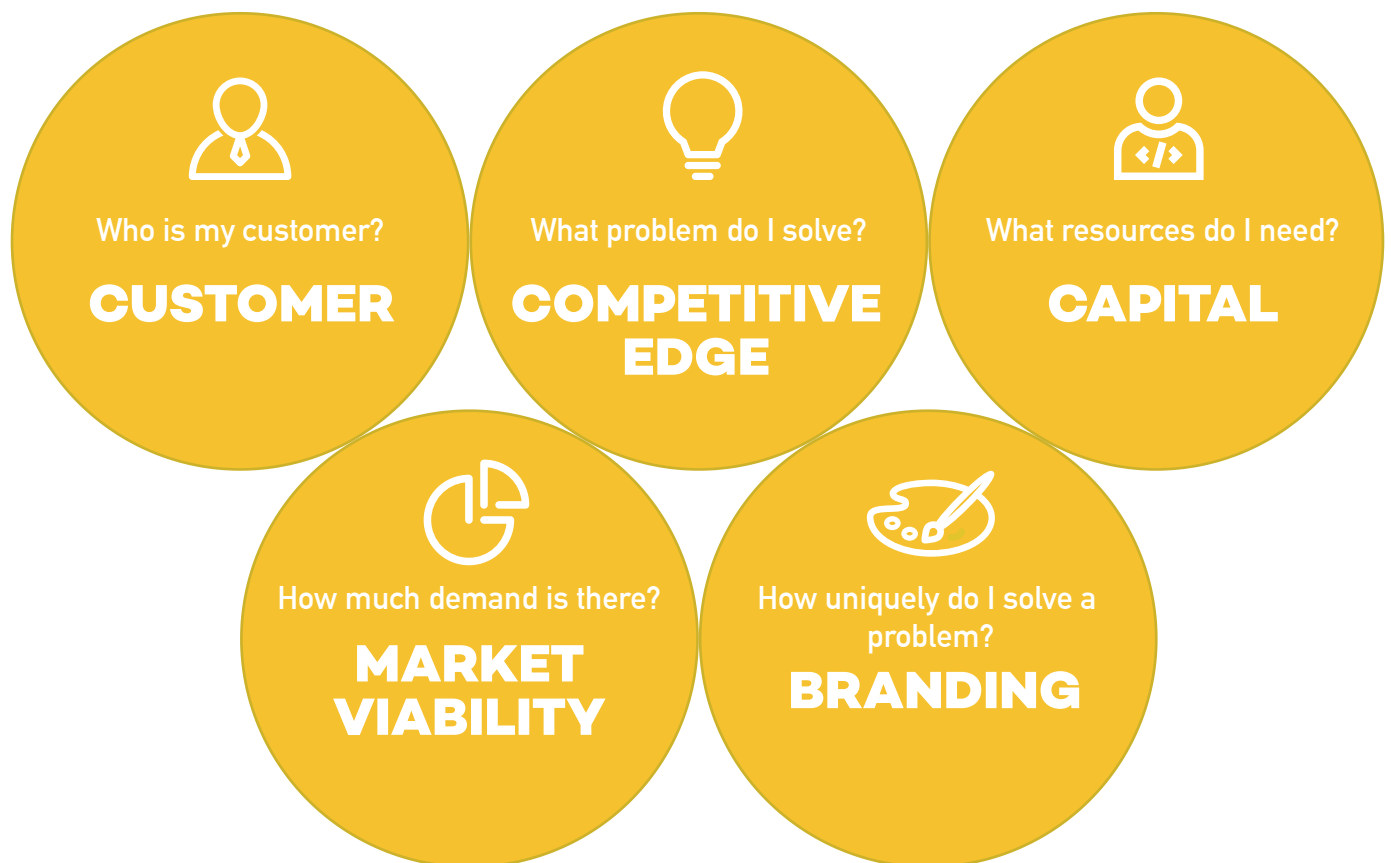 Who is my customer?
CUSTOMER
What problem do I solve?
COMPETITIVE
EDGE
What resources do I need?
CAPITAL
How much demand is there?
MARKET
VIABILITY
How uniquely do I solve a
problem?
BRANDING